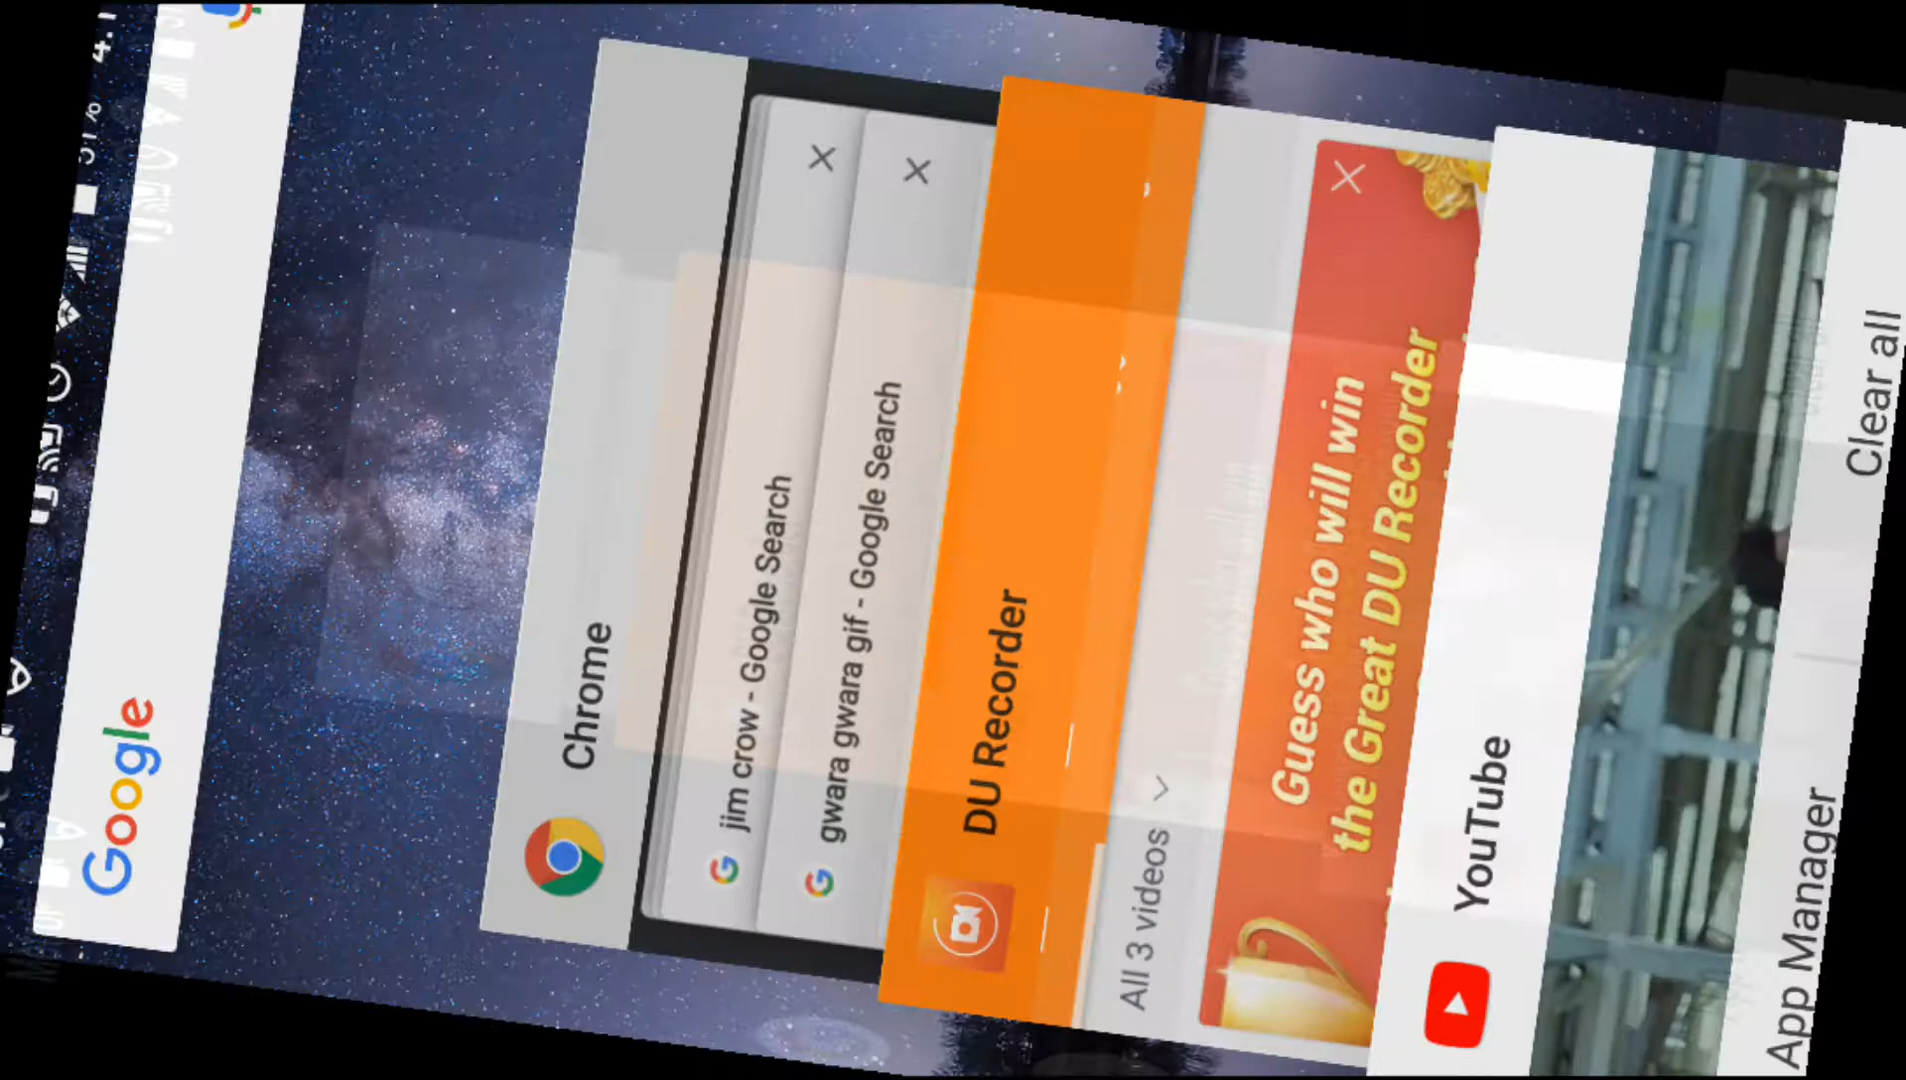 51%
Google
Chrome
jim crow - Google Search
gwara gwara gif - Google Search
DU Recorder
All 3 videos
Guess who will win
the Great DU Recorder
YouTube
App Manager
Clear all